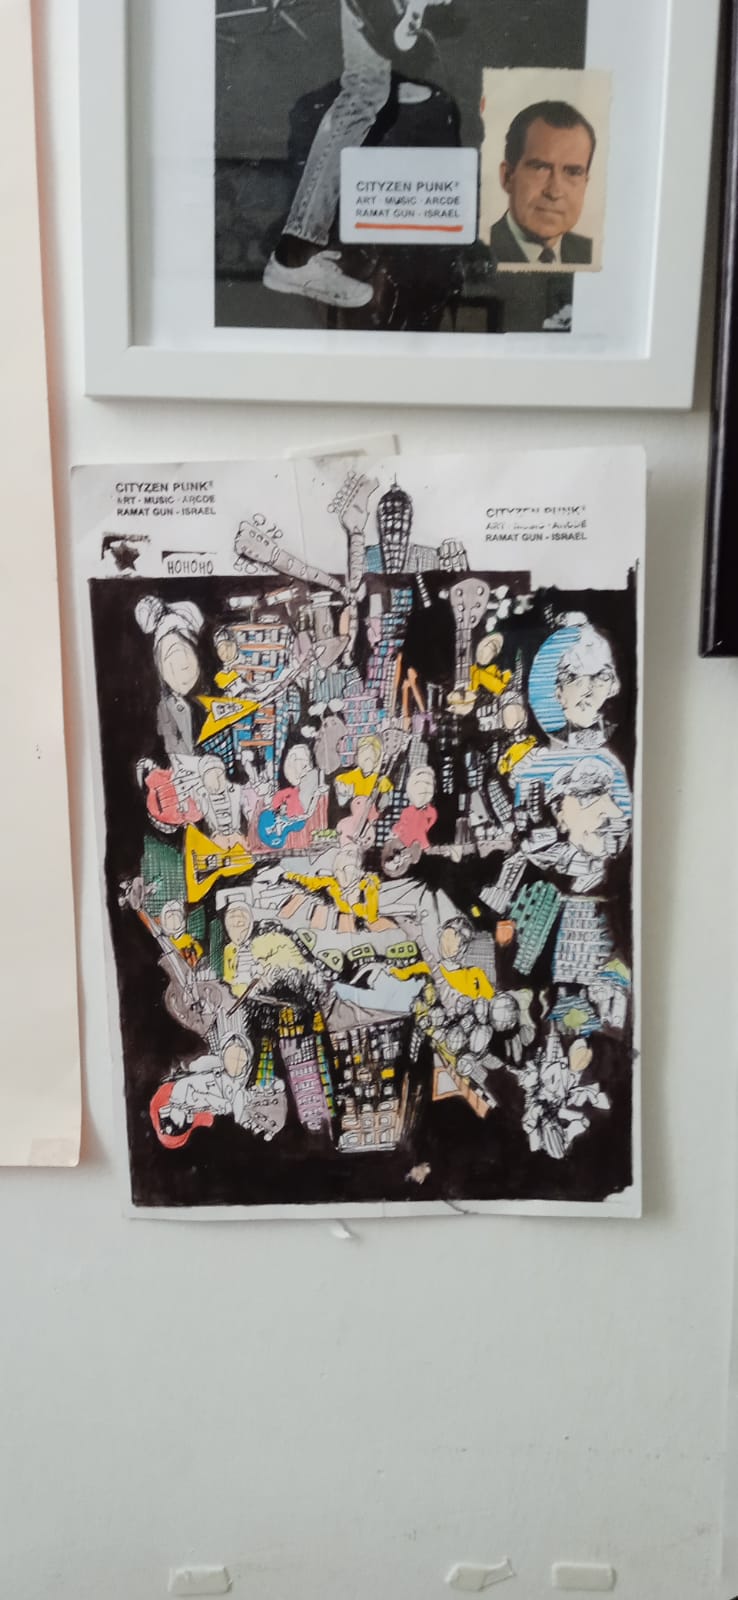 CITYZEN PUNK®
ART · MUSIC · ARCDE
RAMAT GUN - ISRAEL
CITYZEN PUNK®
ART · MUSIC · ARCDE
RAMAT GUN - ISRAEL
HOHOHO
CITYZEN PUNK®
ART · MUSIC · ARCDE
RAMAT GUN - ISRAEL